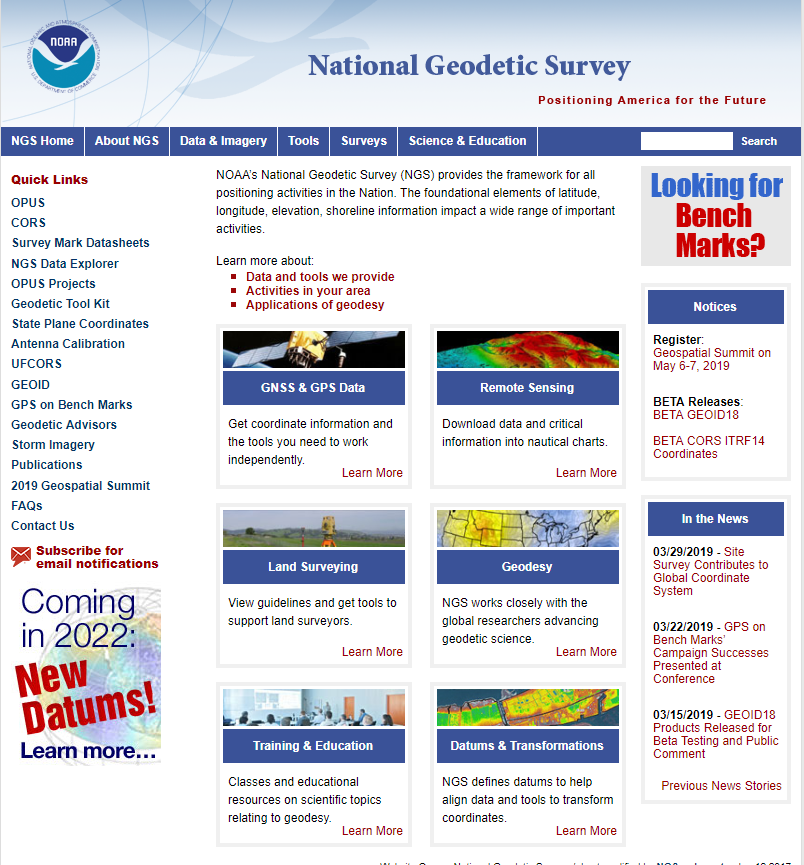 NOAA
National Geodetic Survey
Positioning America for the Future
NGS Home
About NGS
Data & Imagery
Tools
Surveys
Science & Education
Search
Quick Links
OPUS
CORS
Survey Mark Datasheets
NGS Data Explorer
OPUS Projects
Geodetic Tool Kit
State Plane Coordinates
Antenna Calibration
UFCORS
GEOID
GPS on Bench Marks
Geodetic Advisors
Storm Imagery
Publications
2019 Geospatial Summit
FAQs
Contact Us
Subscribe for
email notifications
Coming
in 2022:
New
Datums!
Learn more...
NOAA's National Geodetic Survey (NGS) provides the framework for all
positioning activities in the Nation. The foundational elements of latitude,
longitude, elevation, shoreline information impact a wide range of important
activities.
Learn more about:
Data and tools we provide
Activities in your area
Applications of geodesy
GNSS & GPS Data
Get coordinate information and
the tools you need to work
independently.
Learn More
Remote Sensing
Download data and critical
information into nautical charts.
Learn More
Land Surveying
View guidelines and get tools to
support land surveyors.
Learn More
Geodesy
NGS works closely with the
global researchers advancing
geodetic science.
Learn More
Training & Education
Classes and educational
resources on scientific topics
relating to geodesy.
Learn More
Datums & Transformations
NGS defines datums to help
align data and tools to transform
coordinates.
Learn More
Looking for
Bench
Marks?
Notices
Register:
Geospatial Summit on
May 6-7, 2019
BETA Releases:
BETA GEOID18
BETA CORS ITRF14
Coordinates
In the News
03/29/2019 - Site
Survey Contributes to
Global Coordinate
System
03/22/2019 - GPS on
Bench Marks'
Campaign Successes
Presented at
Conference
03/15/2019 - GEOID18
Products Released for
Beta Testing and Public
Comment
Previous News Stories